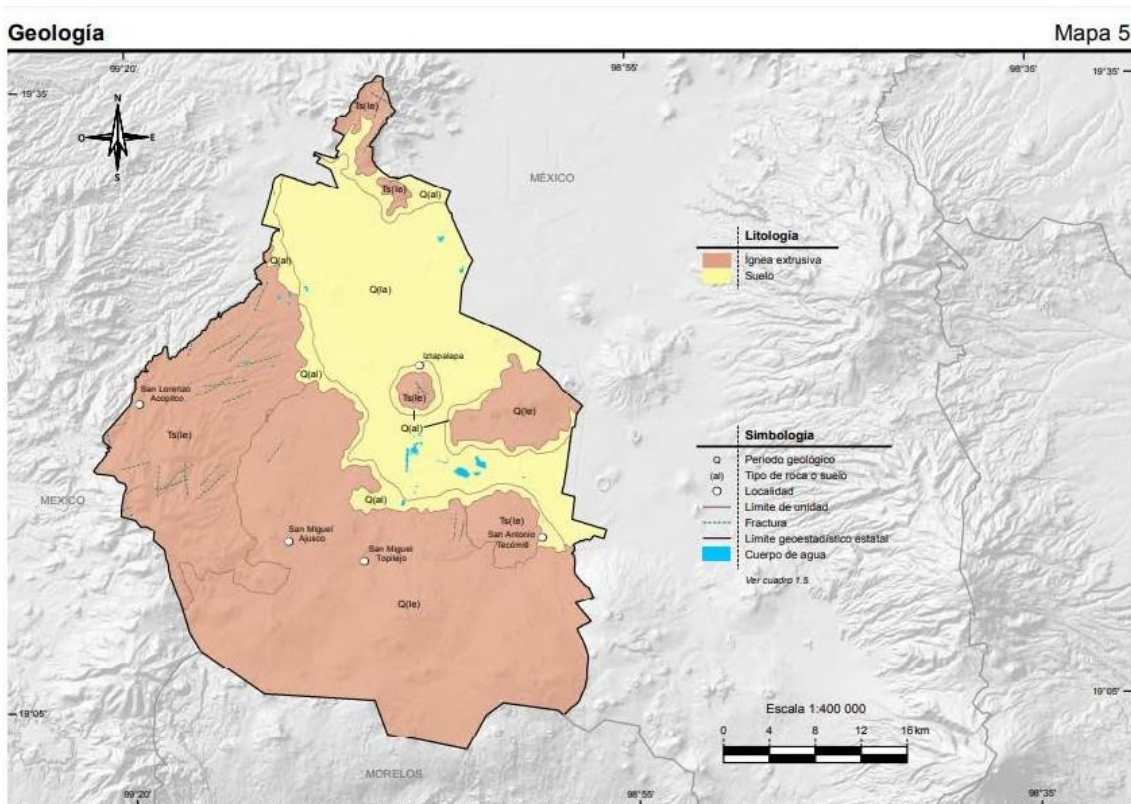 Geología
Mapa 5
99°20'
98°55'
98°35'
19°35'
19°35'
N
O
E
S
Ts(Ie)
MÉXICO
Ts(Ie)
Q(al)
Litología
Ígnea extrusiva
Suelo
Q(al)
Q(la)
Iztapalapa
Q(al)
San Lorenzo
Acopilco
Ts(Ie)
Q(Ie)
Q(al)
Ts(Ie)
Simbología
Q Periodo geológico
(al) Tipo de roca o suelo
Localidad
Límite de unidad
Fractura
Límite geoestadístico estatal
Cuerpo de agua
Ver cuadro 1.5
MÉXICO
Q(al)
Ts(Ie)
San Miguel
Ajusco
San Antonio
Tecómitl
San Miguel
Topilejo
Q(Ie)
19°05'
19°05'
Escala 1:400 000
0 4 8 12 16 km
MORELOS
99°20'
98°55'
98°35'